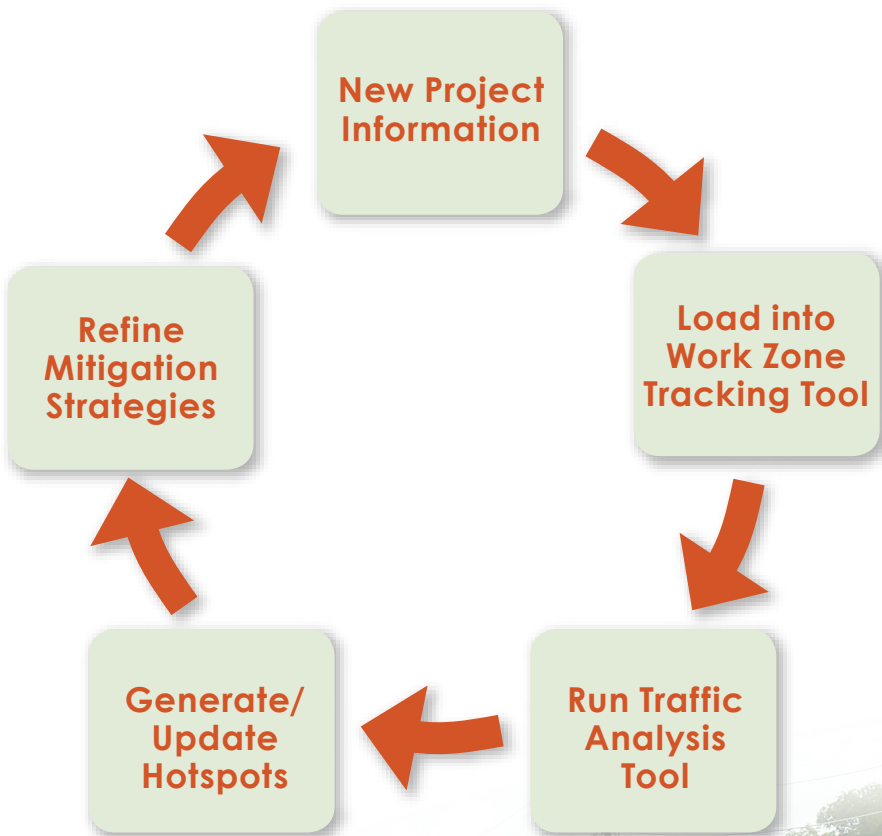 New Project
Information
Load into
Work Zone
Tracking Tool
Run Traffic
Analysis
Tool
Generate/
Update
Hotspots
Refine
Mitigation
Strategies